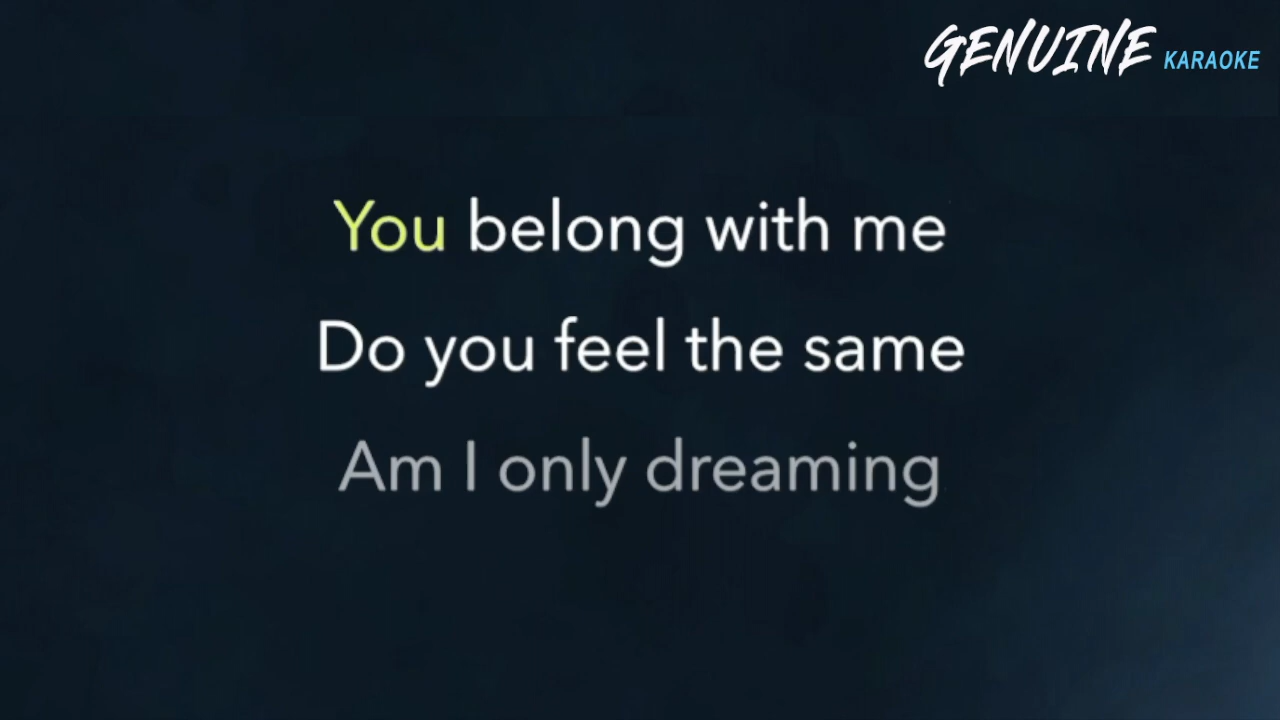 GENUINE KARAOKE
You belong with me
Do you feel the same
Am I only dreaming